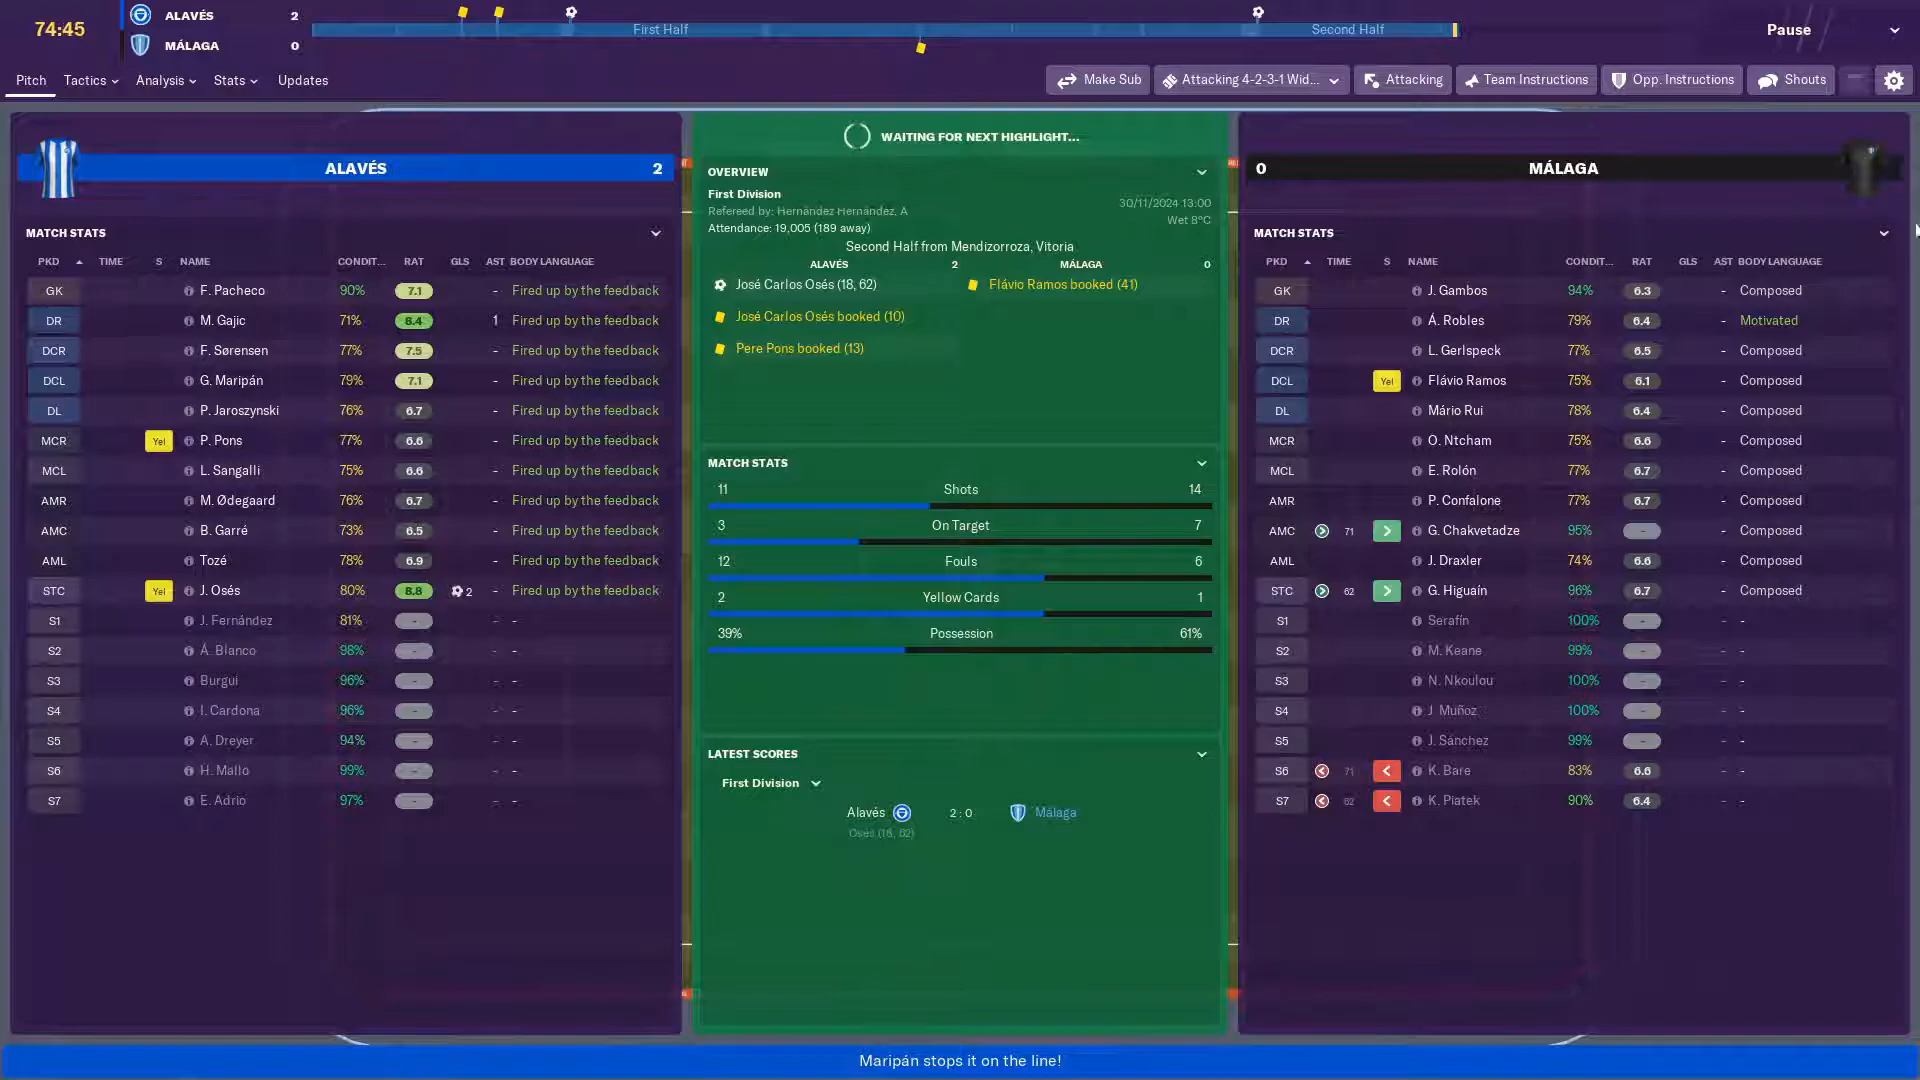 74:45
ALAVÉS 2
MÁLAGA 0
First Half
Second Half
Pause
Pitch
Tactics
Analysis
Stats
Updates
Make Sub
Attacking 4-2-3-1 Wid...
Attacking
Team Instructions
Opp. Instructions
Shouts
ALAVÉS 2
MATCH STATS
PKD TIME S NAME CONDIT... RAT GLS AST BODY LANGUAGE
GK F. Pacheco 90% 7.1 - Fired up by the feedback
DR M. Gajic 71% 8.4 1 Fired up by the feedback
DCR F. Sørensen 77% 7.5 - Fired up by the feedback
DCL G. Maripán 79% 7.1 - Fired up by the feedback
DL P. Jaroszynski 76% 6.7 - Fired up by the feedback
MCR Yel P. Pons 77% 6.6 - Fired up by the feedback
MCL L. Sangalli 75% 6.6 - Fired up by the feedback
AMR M. Ødegaard 76% 6.7 - Fired up by the feedback
AMC B. Garré 73% 6.5 - Fired up by the feedback
AML Tozé 78% 6.9 - Fired up by the feedback
STC Yel J. Osés 80% 8.8 2 - Fired up by the feedback
S1 J. Fernández 81% - - -
S2 Á. Blanco 98% - - -
S3 Burgui 96% - - -
S4 I. Cardona 96% - - -
S5 A. Dreyer 94% - - -
S6 H. Mallo 99% - - -
S7 E. Adrio 97% - - -
WAITING FOR NEXT HIGHLIGHT...
OVERVIEW
First Division
30/11/2024 13:00
Refereed by: Hernández Hernández, A
Wet 8°C
Attendance: 19,005 (189 away)
Second Half from Mendizorroza, Vitoria
ALAVÉS 2 MÁLAGA 0
José Carlos Osés (18, 62)
Flávio Ramos booked (41)
José Carlos Osés booked (10)
Pere Pons booked (13)
MATCH STATS
11 Shots 14
3 On Target 7
12 Fouls 6
2 Yellow Cards 1
39% Possession 61%
LATEST SCORES
First Division
Alavés 2 : 0 Málaga
Osés (18, 62)
0 MÁLAGA
MATCH STATS
PKD TIME S NAME CONDIT... RAT GLS AST BODY LANGUAGE
GK J. Gambos 94% 6.3 - Composed
DR Á. Robles 79% 6.4 - Motivated
DCR L. Gerlspeck 77% 6.5 - Composed
DCL Yel Flávio Ramos 75% 6.1 - Composed
DL Mário Rui 78% 6.4 - Composed
MCR O. Ntcham 75% 6.6 - Composed
MCL E. Rolón 77% 6.7 - Composed
AMR P. Confalone 77% 6.7 - Composed
AMC 71 G. Chakvetadze 95% - - Composed
AML J. Draxler 74% 6.6 - Composed
STC 62 G. Higuaín 96% 6.7 - Composed
S1 Serafín 100% - - -
S2 M. Keane 99% - - -
S3 N. Nkoulou 100% - - -
S4 J. Muñoz 100% - - -
S5 J. Sánchez 99% - - -
S6 71 K. Bare 83% 6.6 - -
S7 62 K. Piatek 90% 6.4 - -
Maripán stops it on the line!